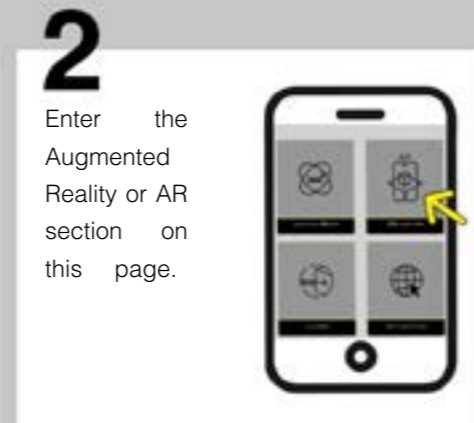 2
Enter the
Augmented
Reality or AR
section on
this page.